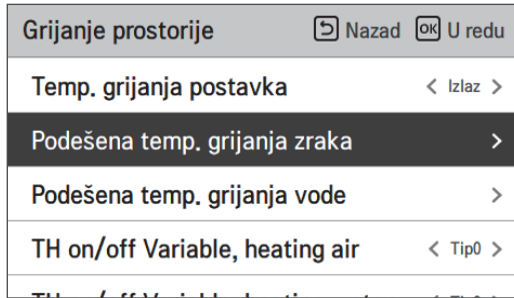 Grijanje prostorije Nazad OK U redu
Temp. grijanja postavka < Izlaz >
Podešena temp. grijanja zraka >
Podešena temp. grijanja vode >
TH on/off Variable, heating air < Tip0 >